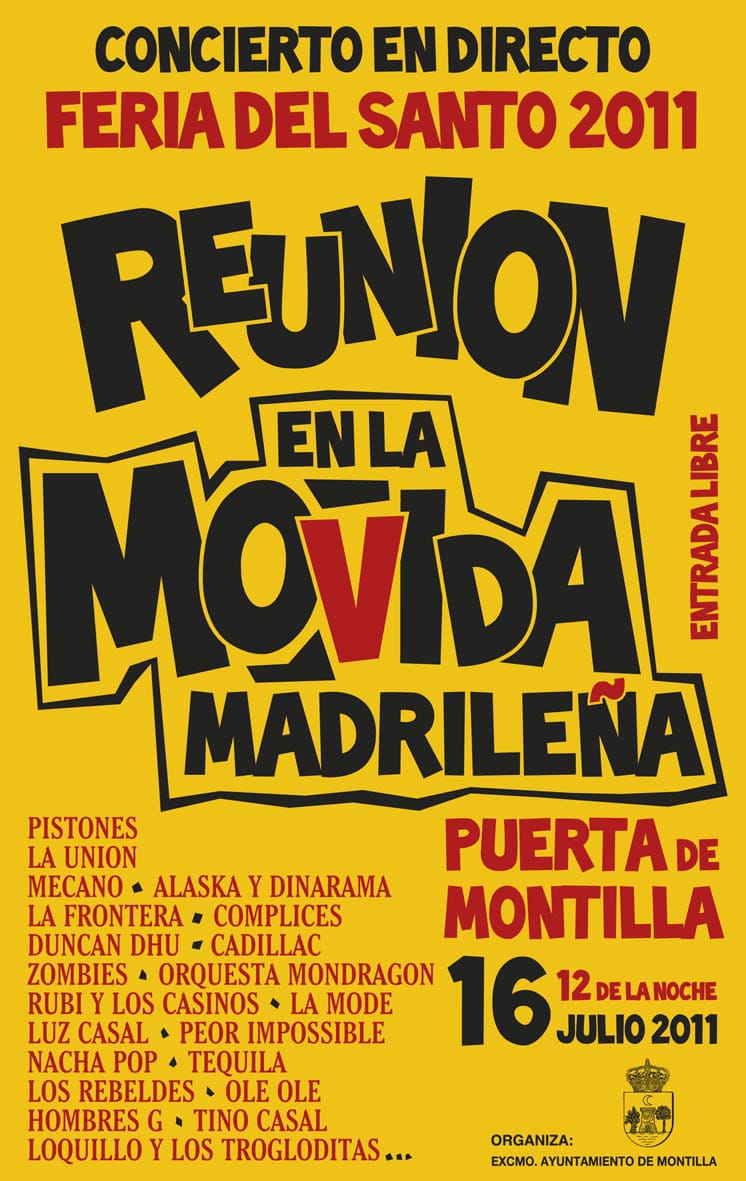 CONCIERTO EN DIRECTO
FERIA DEL SANTO 2011
REUNION
EN LA
MOVIDA
MADRILEÑA
ENTRADA LIBRE
PISTONES
LA UNION
MECANO • ALASKA Y DINARAMA
LA FRONTERA • COMPLICES
DUNCAN DHU • CADILLAC
ZOMBIES • ORQUESTA MONDRAGON
RUBI Y LOS CASINOS • LA MODE
LUZ CASAL • PEOR IMPOSSIBLE
NACHA POP • TEQUILA
LOS REBELDES • OLE OLE
HOMBRES G • TINO CASAL
LOQUILLO Y LOS TROGLODITAS...
PUERTA DE
MONTILLA
16 12 DE LA NOCHE
JULIO 2011
ORGANIZA:
EXCMO. AYUNTAMIENTO DE MONTILLA